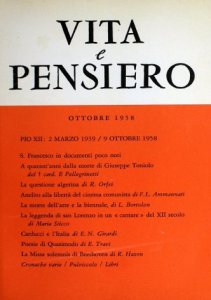 VITA
e
PENSIERO
OTTOBRE 1958
PIO XII: 2 MARZO 1939 / 9 OTTOBRE 1958
S. Francesco in documenti poco noti
A quarant'anni dalla morte di Giuseppe Toniolo
del † card. E Pellegrinetti
La questione algerina di R. Orfei
Anelito alla libertà del cinema comunista di F. L. Ammannati
La morte dell'arte e la biennale, di L. Bortolon
La leggenda di san Lorenzo in un « cantare » del XII secolo
di Maria Sticco
Carducci e l'Italia di E. N. Girardi
Poesie di Quasimodo di E. Travi
La Missa solemnis di Beethoven di R. Hazon
Cronache varie / Pulviscolo / Libri